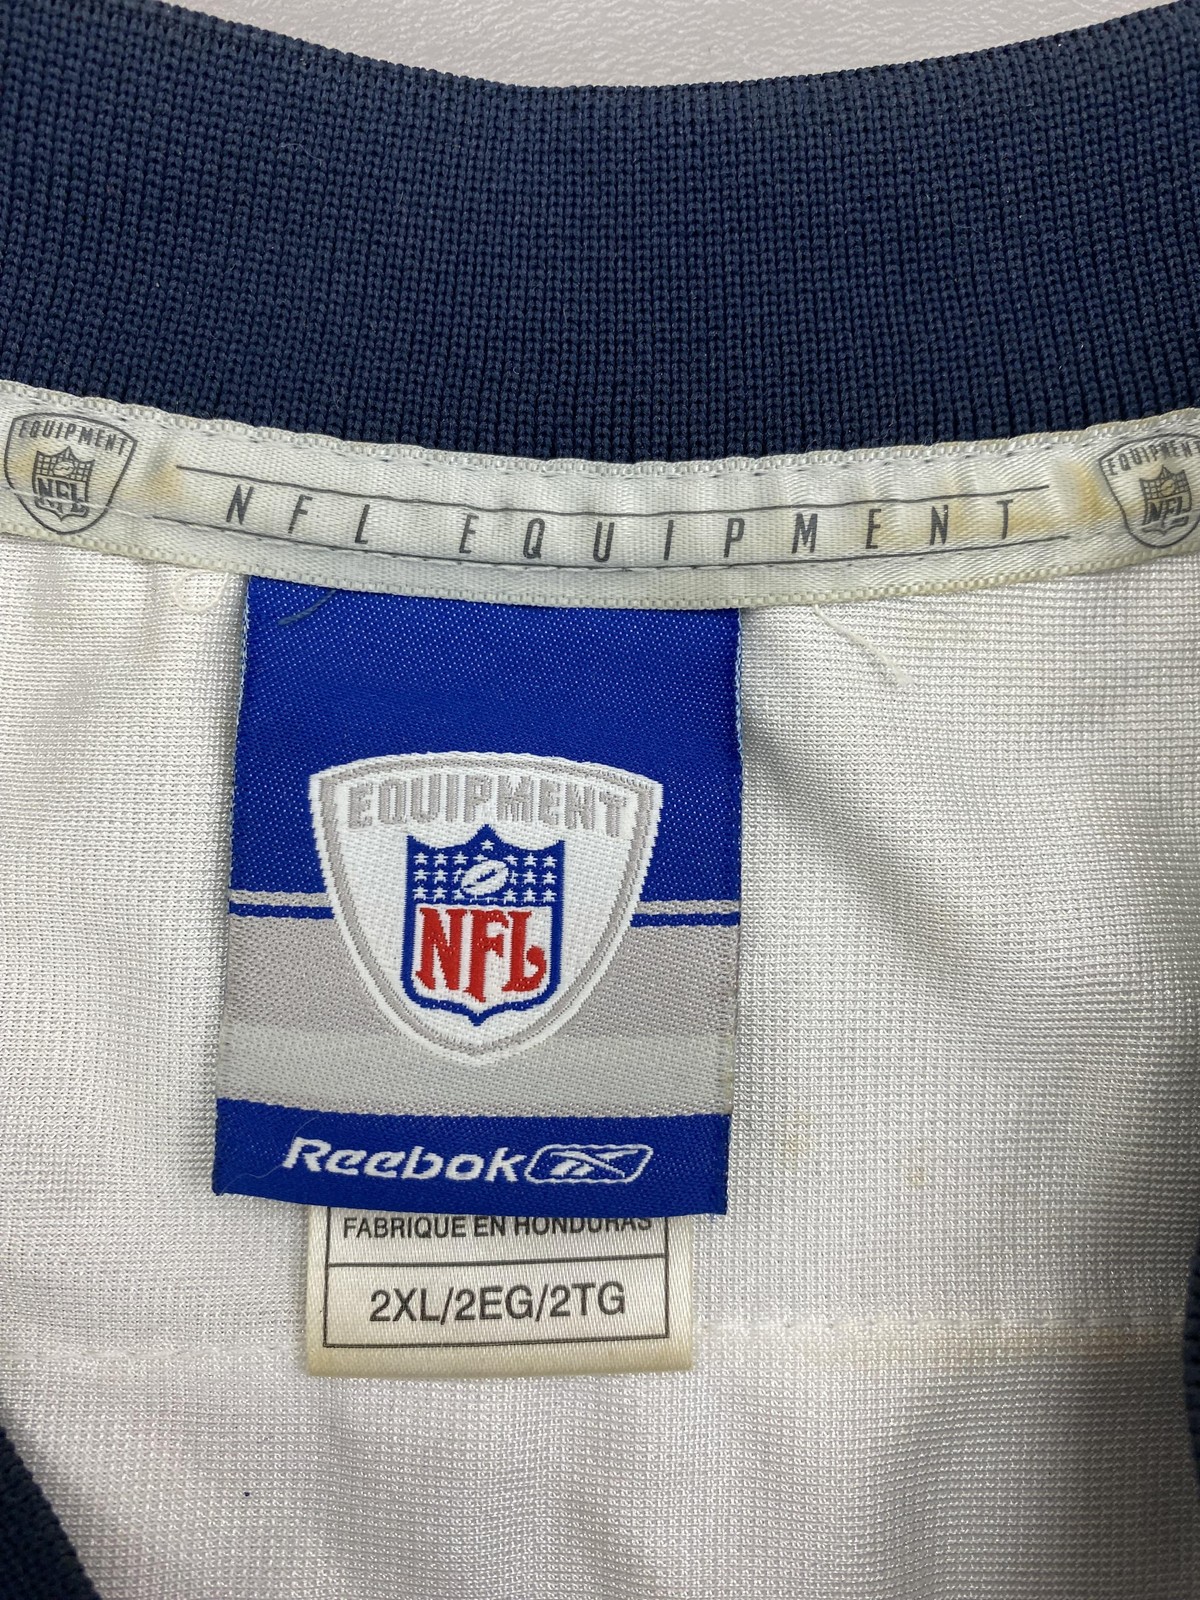 EQUIPMENT
NFL
NFL EQUIPMENT
EQUIPMENT
NFL
EQUIPMENT
NFL
Reebok
FABRIQUE EN HONDURAS
2XL/2EG/2TG